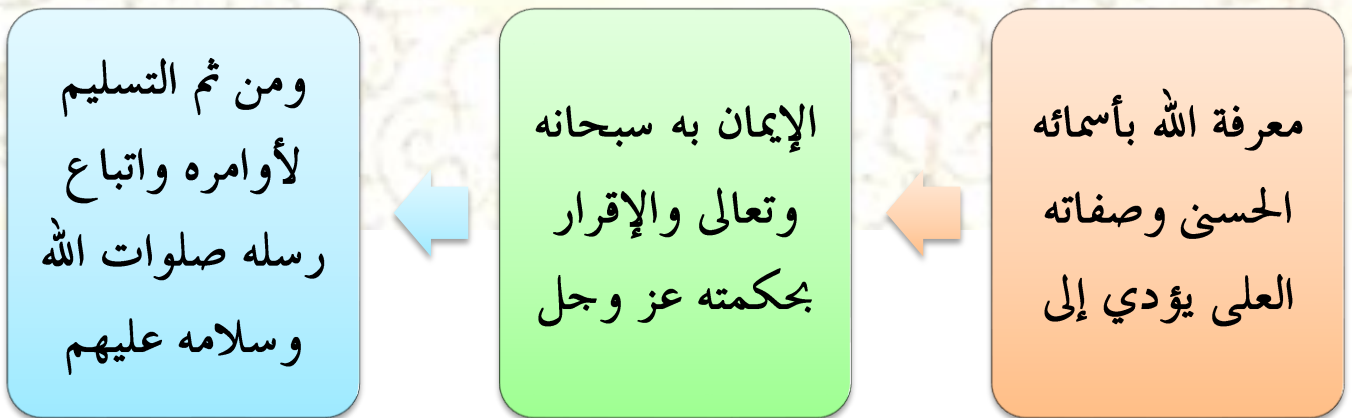 معرفة الله بأسمائه
الحسنى وصفاته
العلى يؤدي إلى
الإيمان به سبحانه
وتعالى والإقرار
بحكمته عز وجل
ومن ثم التسليم
لأوامره واتباع
رسله صلوات الله
وسلامه عليهم